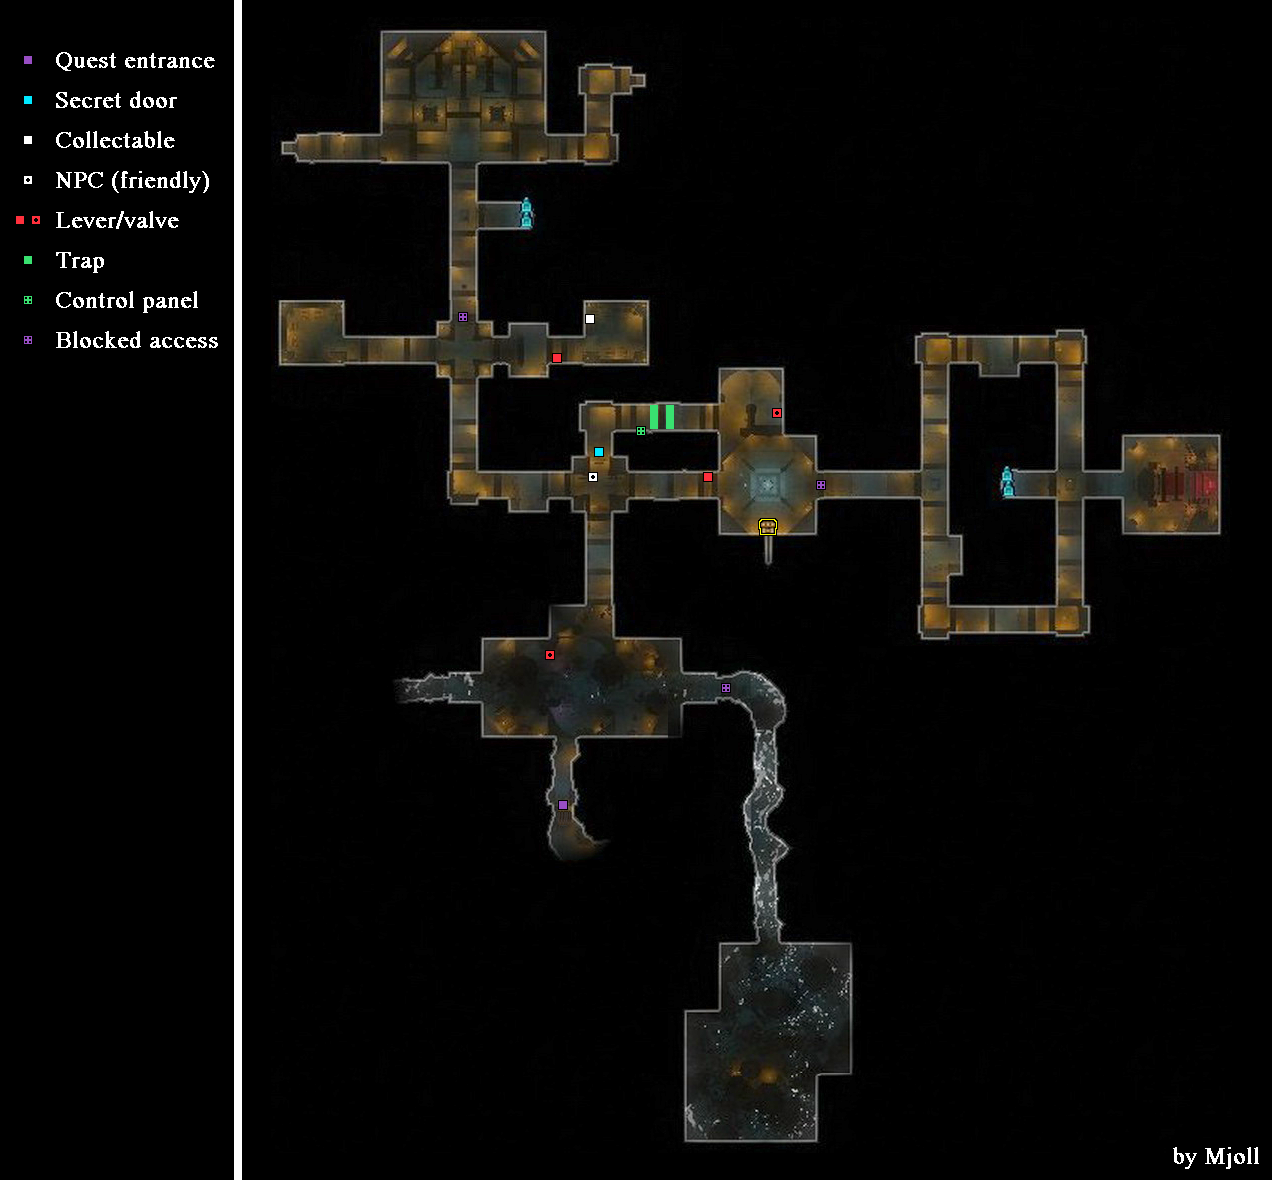 Quest entrance
Secret door
Collectable
NPC (friendly)
Lever/valve
Trap
Control panel
Blocked access
by Mjoll